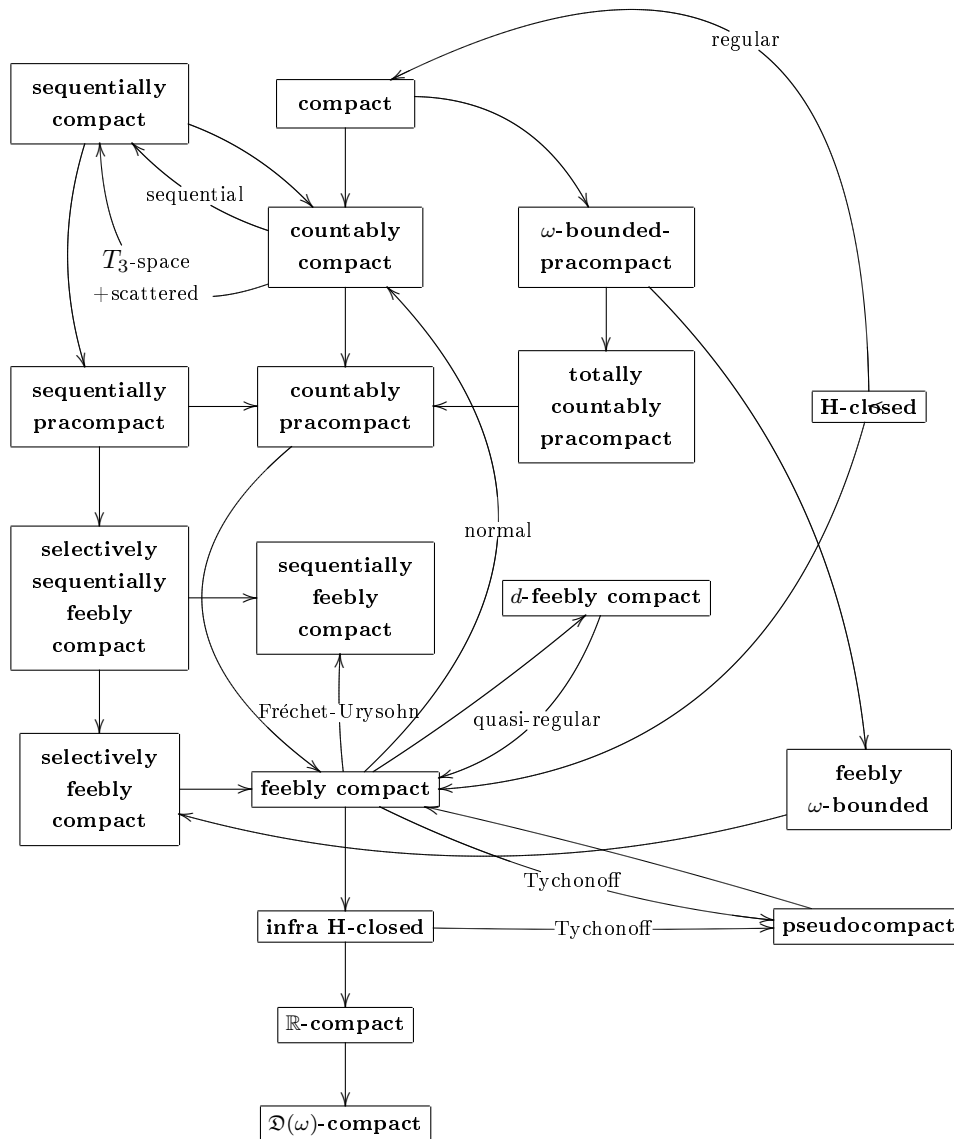 regular
sequentially
compact
compact
sequential
countably
compact
ω-bounded-
pracompact
T₃-space
+scattered
sequentially
pracompact
countably
pracompact
totally
countably
pracompact
H-closed
normal
selectively
sequentially
feebly
compact
sequentially
feebly
compact
d-feebly compact
Fréchet-Urysohn
quasi-regular
selectively
feebly
compact
feebly compact
feebly
ω-bounded
Tychonoff
infra H-closed
Tychonoff
pseudocompact
ℝ-compact
𝔇(ω)-compact